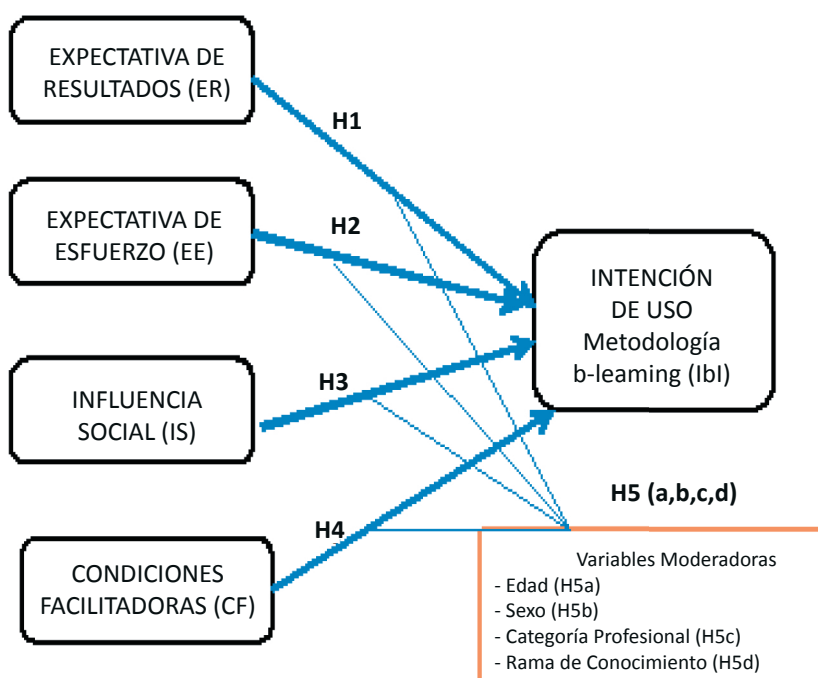 EXPECTATIVA DE
RESULTADOS (ER)
H1
EXPECTATIVA DE
ESFUERZO (EE)
H2
INTENCIÓN
DE USO
Metodología
b-leaming (IbI)
INFLUENCIA
SOCIAL (IS)
H3
H5 (a,b,c,d)
H4
CONDICIONES
FACILITADORAS (CF)
Variables Moderadoras
- Edad (H5a)
- Sexo (H5b)
- Categoría Profesional (H5c)
- Rama de Conocimiento (H5d)